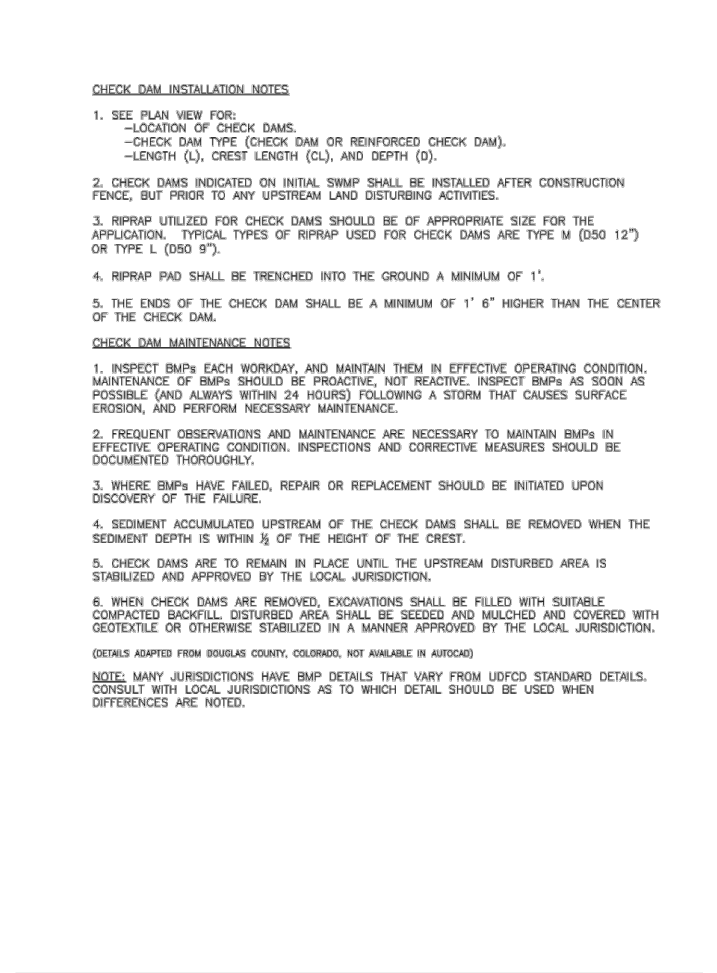 CHECK DAM INSTALLATION NOTES
1. SEE PLAN VIEW FOR:
–LOCATION OF CHECK DAMS.
–CHECK DAM TYPE (CHECK DAM OR REINFORCED CHECK DAM).
–LENGTH (L), CREST LENGTH (CL), AND DEPTH (D).
2. CHECK DAMS INDICATED ON INITIAL SWMP SHALL BE INSTALLED AFTER CONSTRUCTION
FENCE, BUT PRIOR TO ANY UPSTREAM LAND DISTURBING ACTIVITIES.
3. RIPRAP UTILIZED FOR CHECK DAMS SHOULD BE OF APPROPRIATE SIZE FOR THE
APPLICATION. TYPICAL TYPES OF RIPRAP USED FOR CHECK DAMS ARE TYPE M (D50 12")
OR TYPE L (D50 9").
4. RIPRAP PAD SHALL BE TRENCHED INTO THE GROUND A MINIMUM OF 1'.
5. THE ENDS OF THE CHECK DAM SHALL BE A MINIMUM OF 1' 6" HIGHER THAN THE CENTER
OF THE CHECK DAM.
CHECK DAM MAINTENANCE NOTES
1. INSPECT BMPs EACH WORKDAY, AND MAINTAIN THEM IN EFFECTIVE OPERATING CONDITION.
MAINTENANCE OF BMPs SHOULD BE PROACTIVE, NOT REACTIVE. INSPECT BMPs AS SOON AS
POSSIBLE (AND ALWAYS WITHIN 24 HOURS) FOLLOWING A STORM THAT CAUSES SURFACE
EROSION, AND PERFORM NECESSARY MAINTENANCE.
2. FREQUENT OBSERVATIONS AND MAINTENANCE ARE NECESSARY TO MAINTAIN BMPs IN
EFFECTIVE OPERATING CONDITION. INSPECTIONS AND CORRECTIVE MEASURES SHOULD BE
DOCUMENTED THOROUGHLY.
3. WHERE BMPs HAVE FAILED, REPAIR OR REPLACEMENT SHOULD BE INITIATED UPON
DISCOVERY OF THE FAILURE.
4. SEDIMENT ACCUMULATED UPSTREAM OF THE CHECK DAMS SHALL BE REMOVED WHEN THE
SEDIMENT DEPTH IS WITHIN ½ OF THE HEIGHT OF THE CREST.
5. CHECK DAMS ARE TO REMAIN IN PLACE UNTIL THE UPSTREAM DISTURBED AREA IS
STABILIZED AND APPROVED BY THE LOCAL JURISDICTION.
6. WHEN CHECK DAMS ARE REMOVED, EXCAVATIONS SHALL BE FILLED WITH SUITABLE
COMPACTED BACKFILL. DISTURBED AREA SHALL BE SEEDED AND MULCHED AND COVERED WITH
GEOTEXTILE OR OTHERWISE STABILIZED IN A MANNER APPROVED BY THE LOCAL JURISDICTION.
(DETAILS ADAPTED FROM DOUGLAS COUNTY, COLORADO, NOT AVAILABLE IN AUTOCAD)
NOTE: MANY JURISDICTIONS HAVE BMP DETAILS THAT VARY FROM UDFCD STANDARD DETAILS.
CONSULT WITH LOCAL JURISDICTIONS AS TO WHICH DETAIL SHOULD BE USED WHEN
DIFFERENCES ARE NOTED.